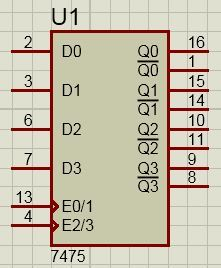 U1
2 D0 Q0 16
Q0 1
3 D1 Q1 15
Q1 14
6 D2 Q2 10
Q2 11
7 D3 Q3 9
Q3 8
13 E0/1
4 E2/3
7475